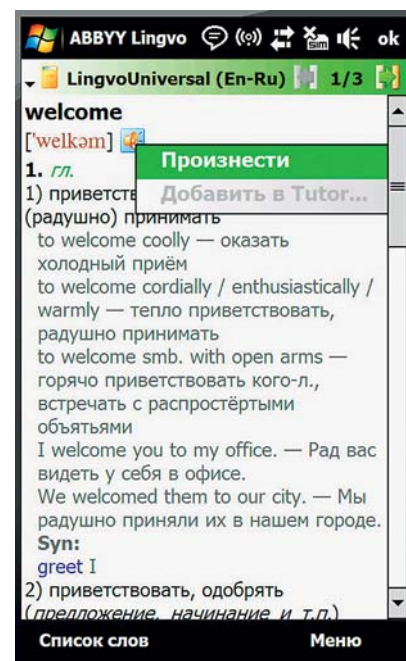 ABBYY Lingvo ok
LingvoUniversal (En-Ru) 1/3
welcome
['welkəm]
Произнести
1. гл.
1) приветств Добавить в Tutor...
(радушно) принимать
to welcome coolly — оказать
холодный приём
to welcome cordially / enthusiastically /
warmly — тепло приветствовать,
радушно принимать
to welcome smb. with open arms —
горячо приветствовать кого-л.,
встречать с распростёртыми
объятьями
I welcome you to my office. — Рад вас
видеть у себя в офисе.
We welcomed them to our city. — Мы
радушно приняли их в нашем городе.
Syn:
greet I
2) приветствовать, одобрять
(предложение, начинание и т.п.)
Список слов Меню